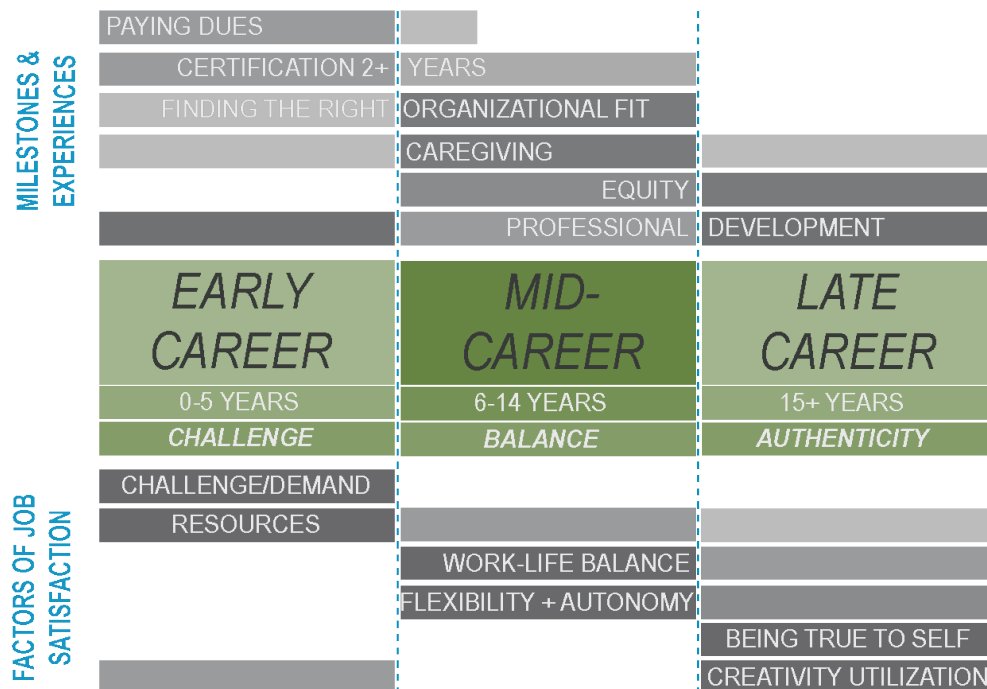 MILESTONES &
EXPERIENCES
PAYING DUES
CERTIFICATION 2+ YEARS
FINDING THE RIGHT ORGANIZATIONAL FIT
CAREGIVING
EQUITY
PROFESSIONAL DEVELOPMENT
EARLY
CAREER
0-5 YEARS
CHALLENGE
MID-
CAREER
6-14 YEARS
BALANCE
LATE
CAREER
15+ YEARS
AUTHENTICITY
FACTORS OF JOB
SATISFACTION
CHALLENGE/DEMAND
RESOURCES
WORK-LIFE BALANCE
FLEXIBILITY + AUTONOMY
BEING TRUE TO SELF
CREATIVITY UTILIZATION